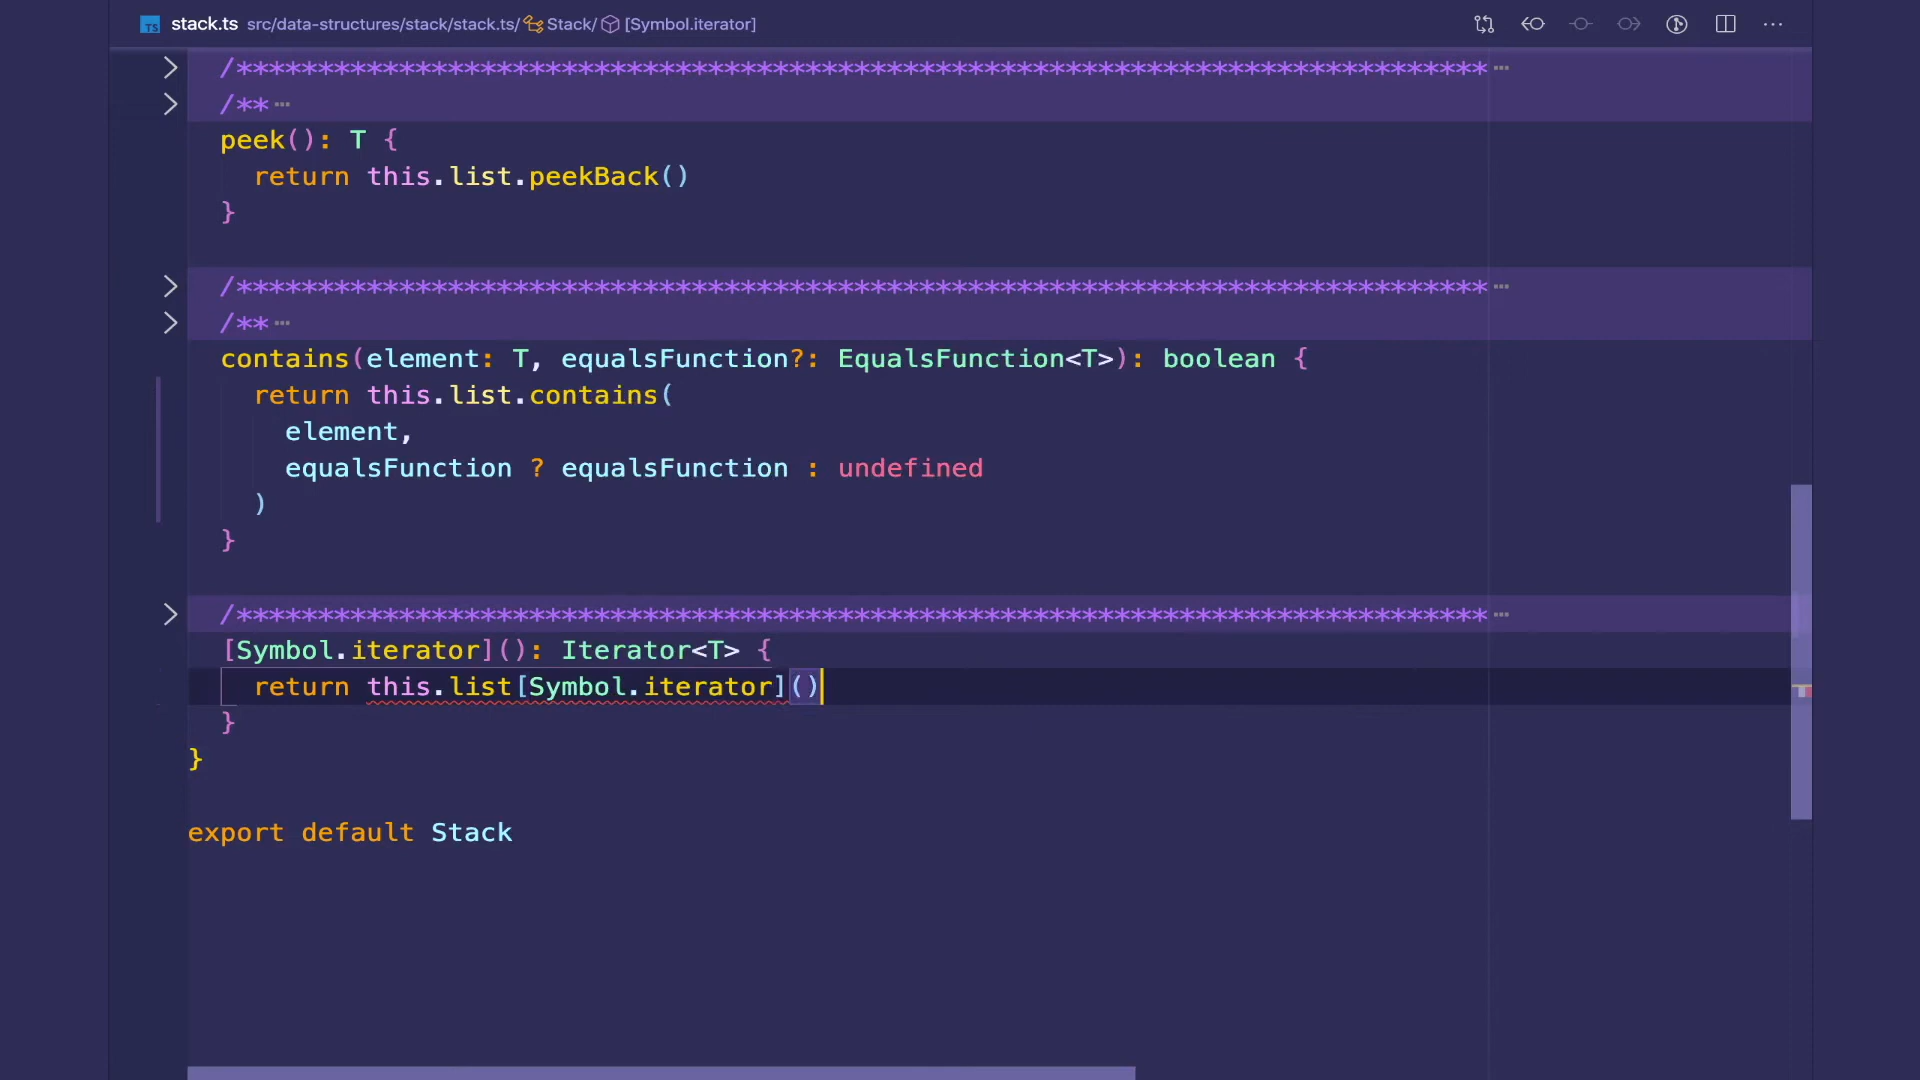 TS stack.ts src/data-structures/stack/stack.ts/ Stack/ [Symbol.iterator] ···
/***************************************************************************** ···
/** ···
peek(): T {
return this.list.peekBack()
}
/***************************************************************************** ···
/** ···
contains(element: T, equalsFunction?: EqualsFunction<T>): boolean {
return this.list.contains(
element,
equalsFunction ? equalsFunction : undefined
)
}
/***************************************************************************** ···
[Symbol.iterator](): Iterator<T> {
return this.list[Symbol.iterator]()
}
}
export default Stack